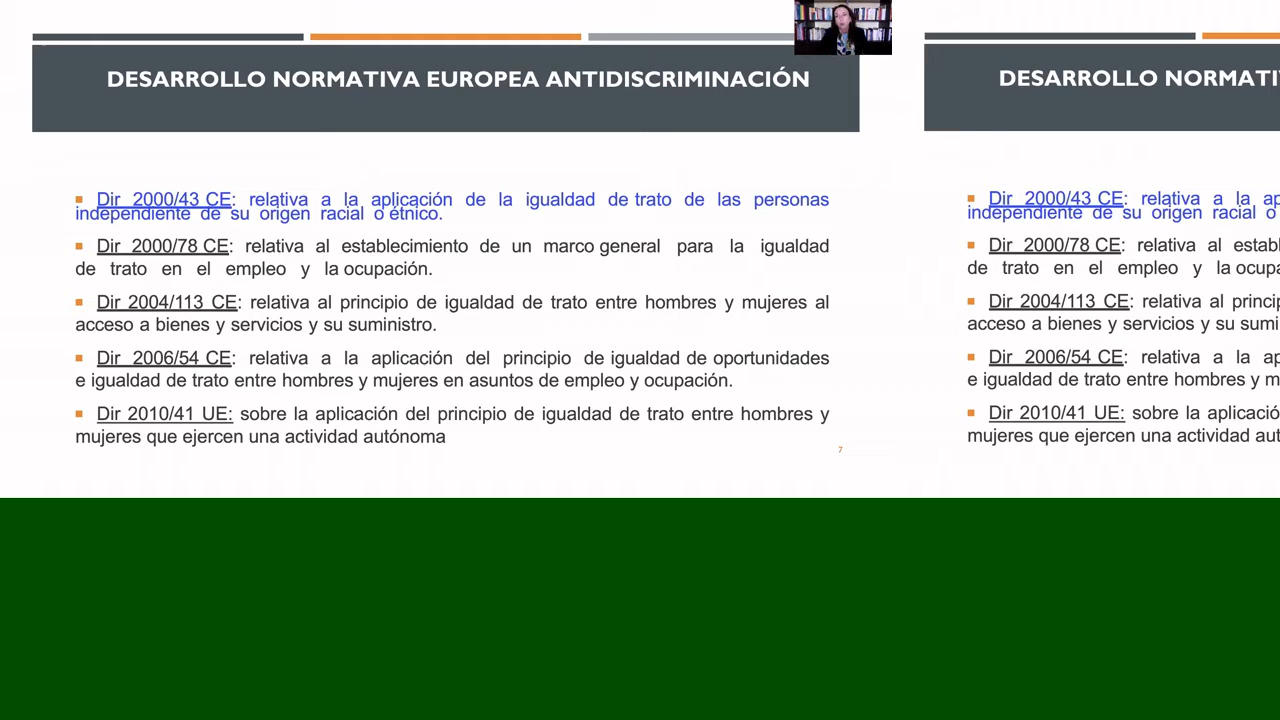 DESARROLLO NORMATIVA EUROPEA ANTIDISCRIMINACIÓN
Dir 2000/43 CE: relativa a la aplicación de la igualdad de trato de las personas
independiente de su origen racial o étnico.
Dir 2000/78 CE: relativa al establecimiento de un marco general para la igualdad
de trato en el empleo y la ocupación.
Dir 2004/113 CE: relativa al principio de igualdad de trato entre hombres y mujeres al
acceso a bienes y servicios y su suministro.
Dir 2006/54 CE: relativa a la aplicación del principio de igualdad de oportunidades
e igualdad de trato entre hombres y mujeres en asuntos de empleo y ocupación.
Dir 2010/41 UE: sobre la aplicación del principio de igualdad de trato entre hombres y
mujeres que ejercen una actividad autónoma
7
DESARROLLO NORMATI
Dir 2000/43 CE: relativa a la ap
independiente de su origen racial o
Dir 2000/78 CE: relativa al establ
de trato en el empleo y la ocupa
Dir 2004/113 CE: relativa al princip
acceso a bienes y servicios y su sumi
Dir 2006/54 CE: relativa a la ap
e igualdad de trato entre hombres y m
Dir 2010/41 UE: sobre la aplicació
mujeres que ejercen una actividad aut